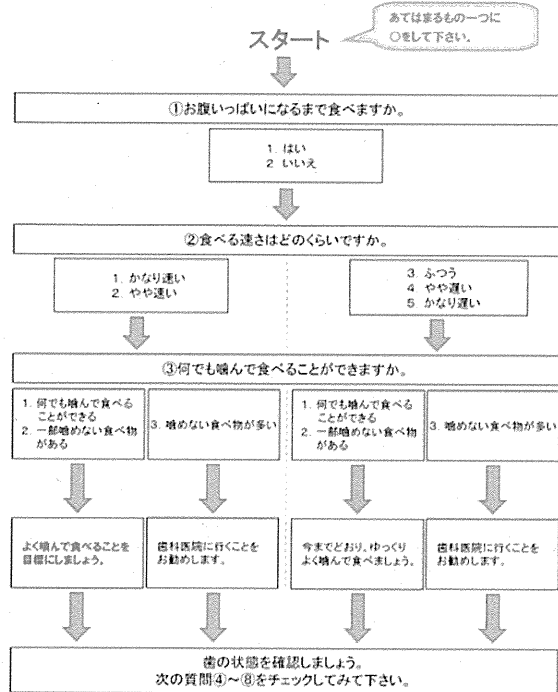 スタート
あてはまるもの一つに
○をして下さい。
①お腹いっぱいになるまで食べますか。
1. はい
2. いいえ
②食べる速さはどのくらいですか。
1. かなり速い
2. やや速い
3. ふつう
4 やや遅い
5. かなり遅い
③何でも噛んで食べることができますか。
1. 何でも噛んで食べる
ことができる
2. 一部噛めない食べ物
がある
3. 噛めない食べ物が多い
1. 何でも噛んで食べる
ことができる
2. 一部噛めない食べ物
がある
3. 噛めない食べ物が多い
よく噛んで食べることを
目標にしましょう。
歯科医院に行くことを
お勧めします。
今までどおり、ゆっくり
よく噛んで食べましょう。
歯科医院に行くことを
お勧めします。
歯の状態を確認しましょう。
次の質問④～⑧をチェックしてみて下さい。